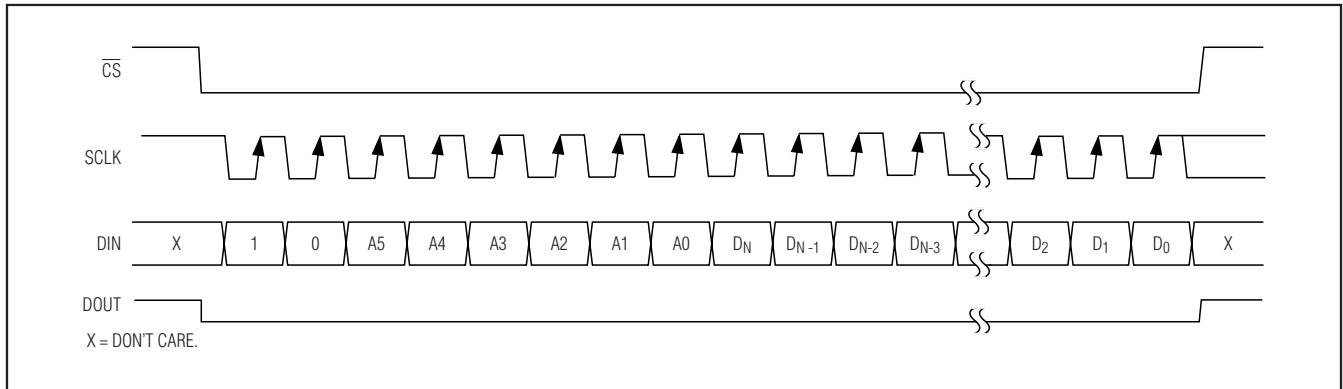 CS
SCLK
DIN X 1 0 A5 A4 A3 A2 A1 A0 DN DN-1 DN-2 DN-3 D2 D1 D0 X
DOUT
X = DON'T CARE.